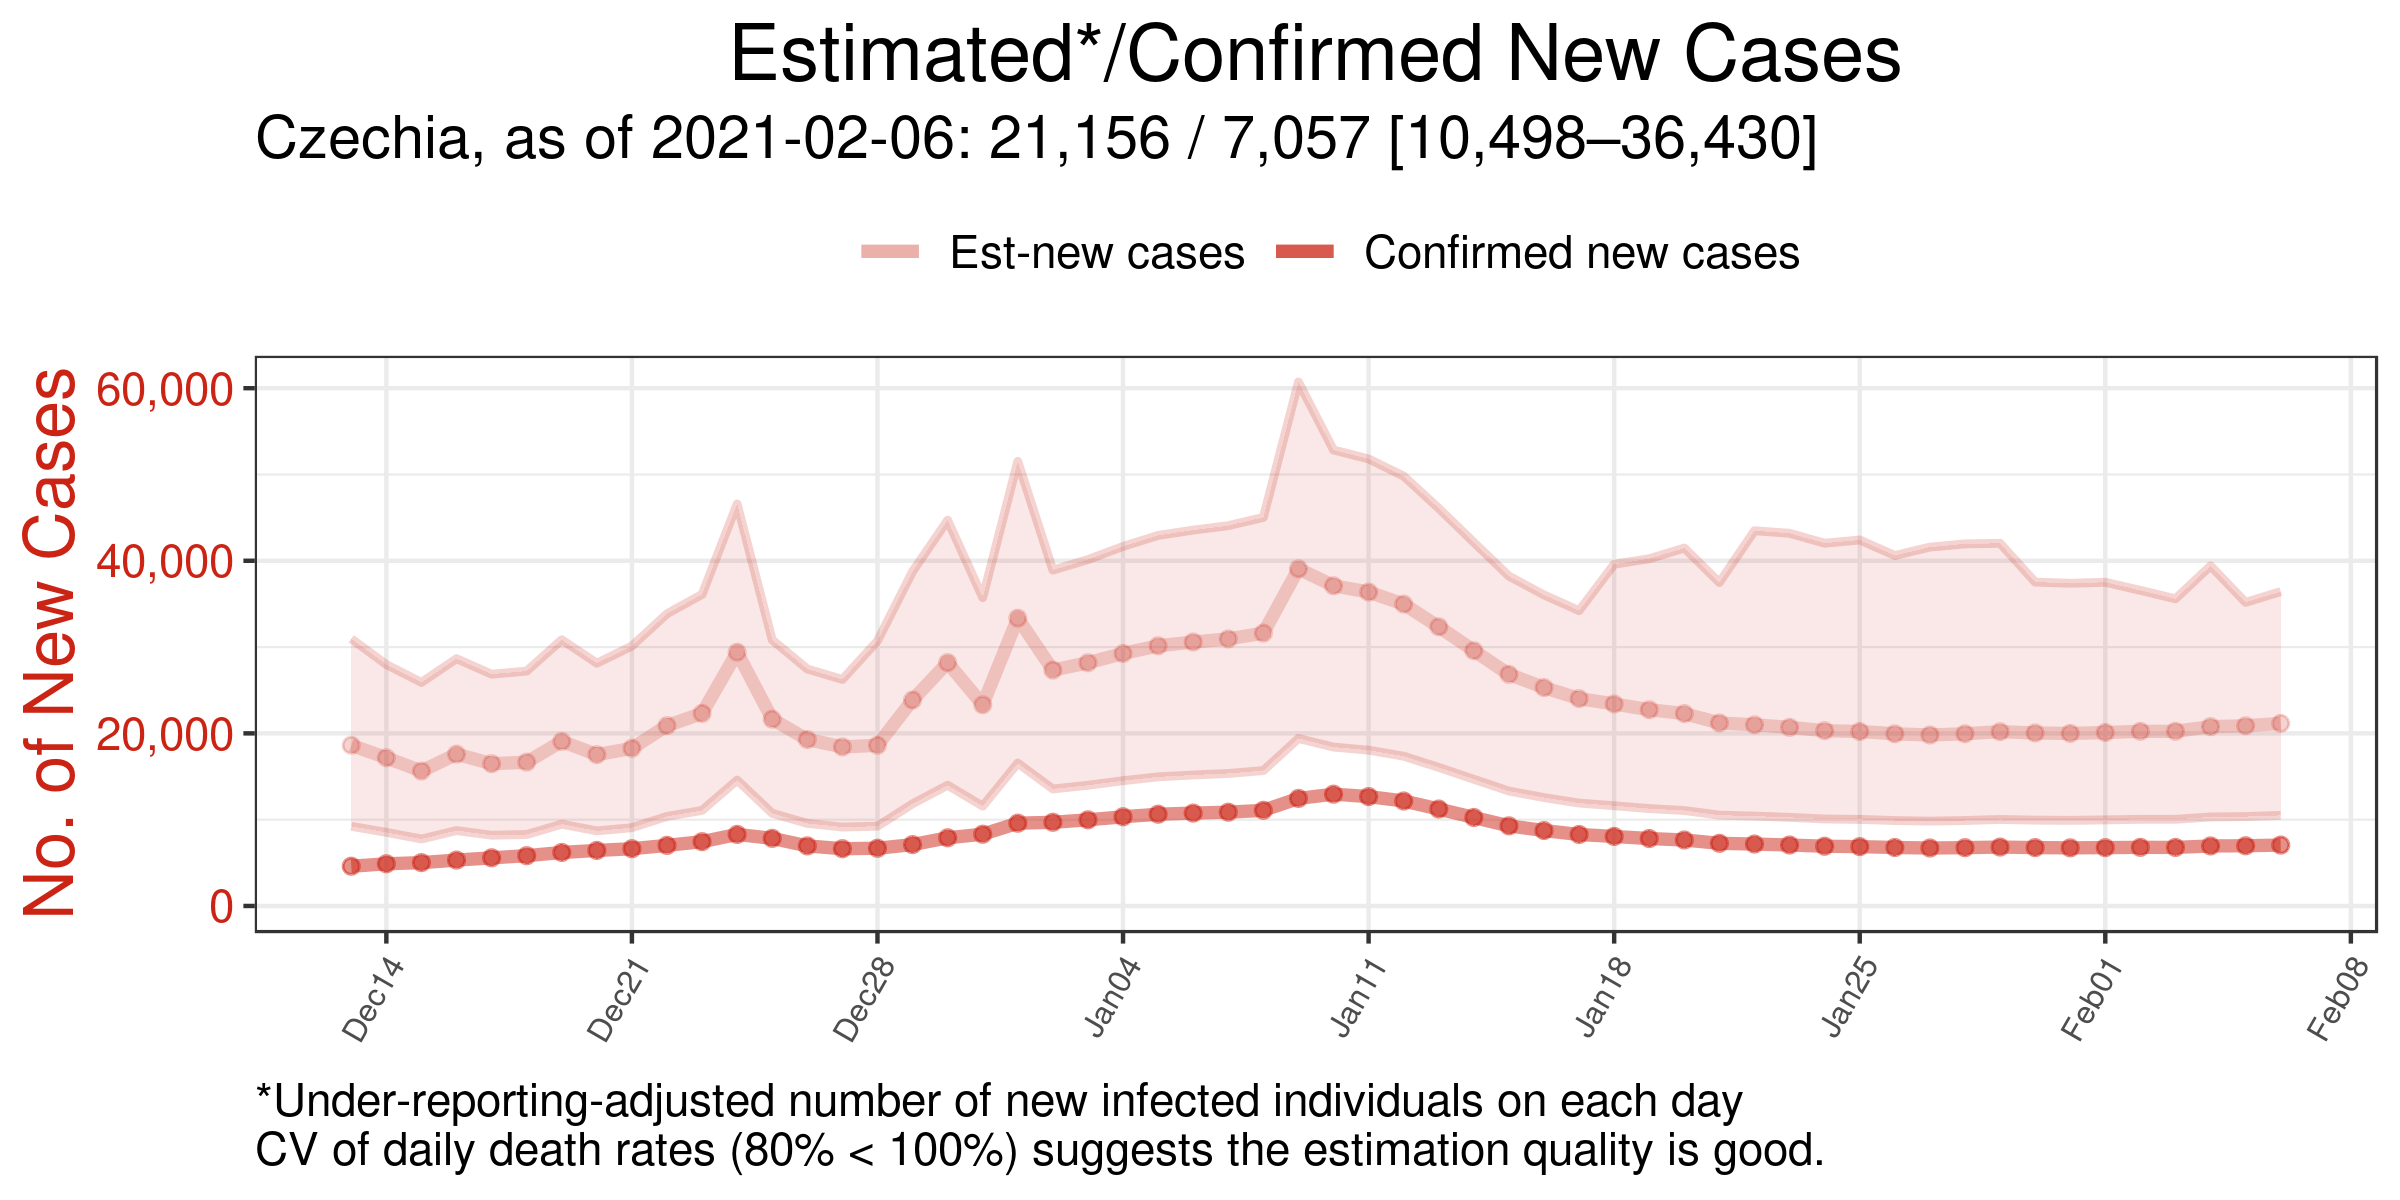 Estimated*/Confirmed New Cases
Czechia, as of 2021-02-06: 21,156 / 7,057 [10,498–36,430]
Est-new cases Confirmed new cases
No. of New Cases
60,000
40,000
20,000
0
Dec14 Dec21 Dec28 Jan04 Jan11 Jan18 Jan25 Feb01 Feb08
*Under-reporting-adjusted number of new infected individuals on each day
CV of daily death rates (80% < 100%) suggests the estimation quality is good.